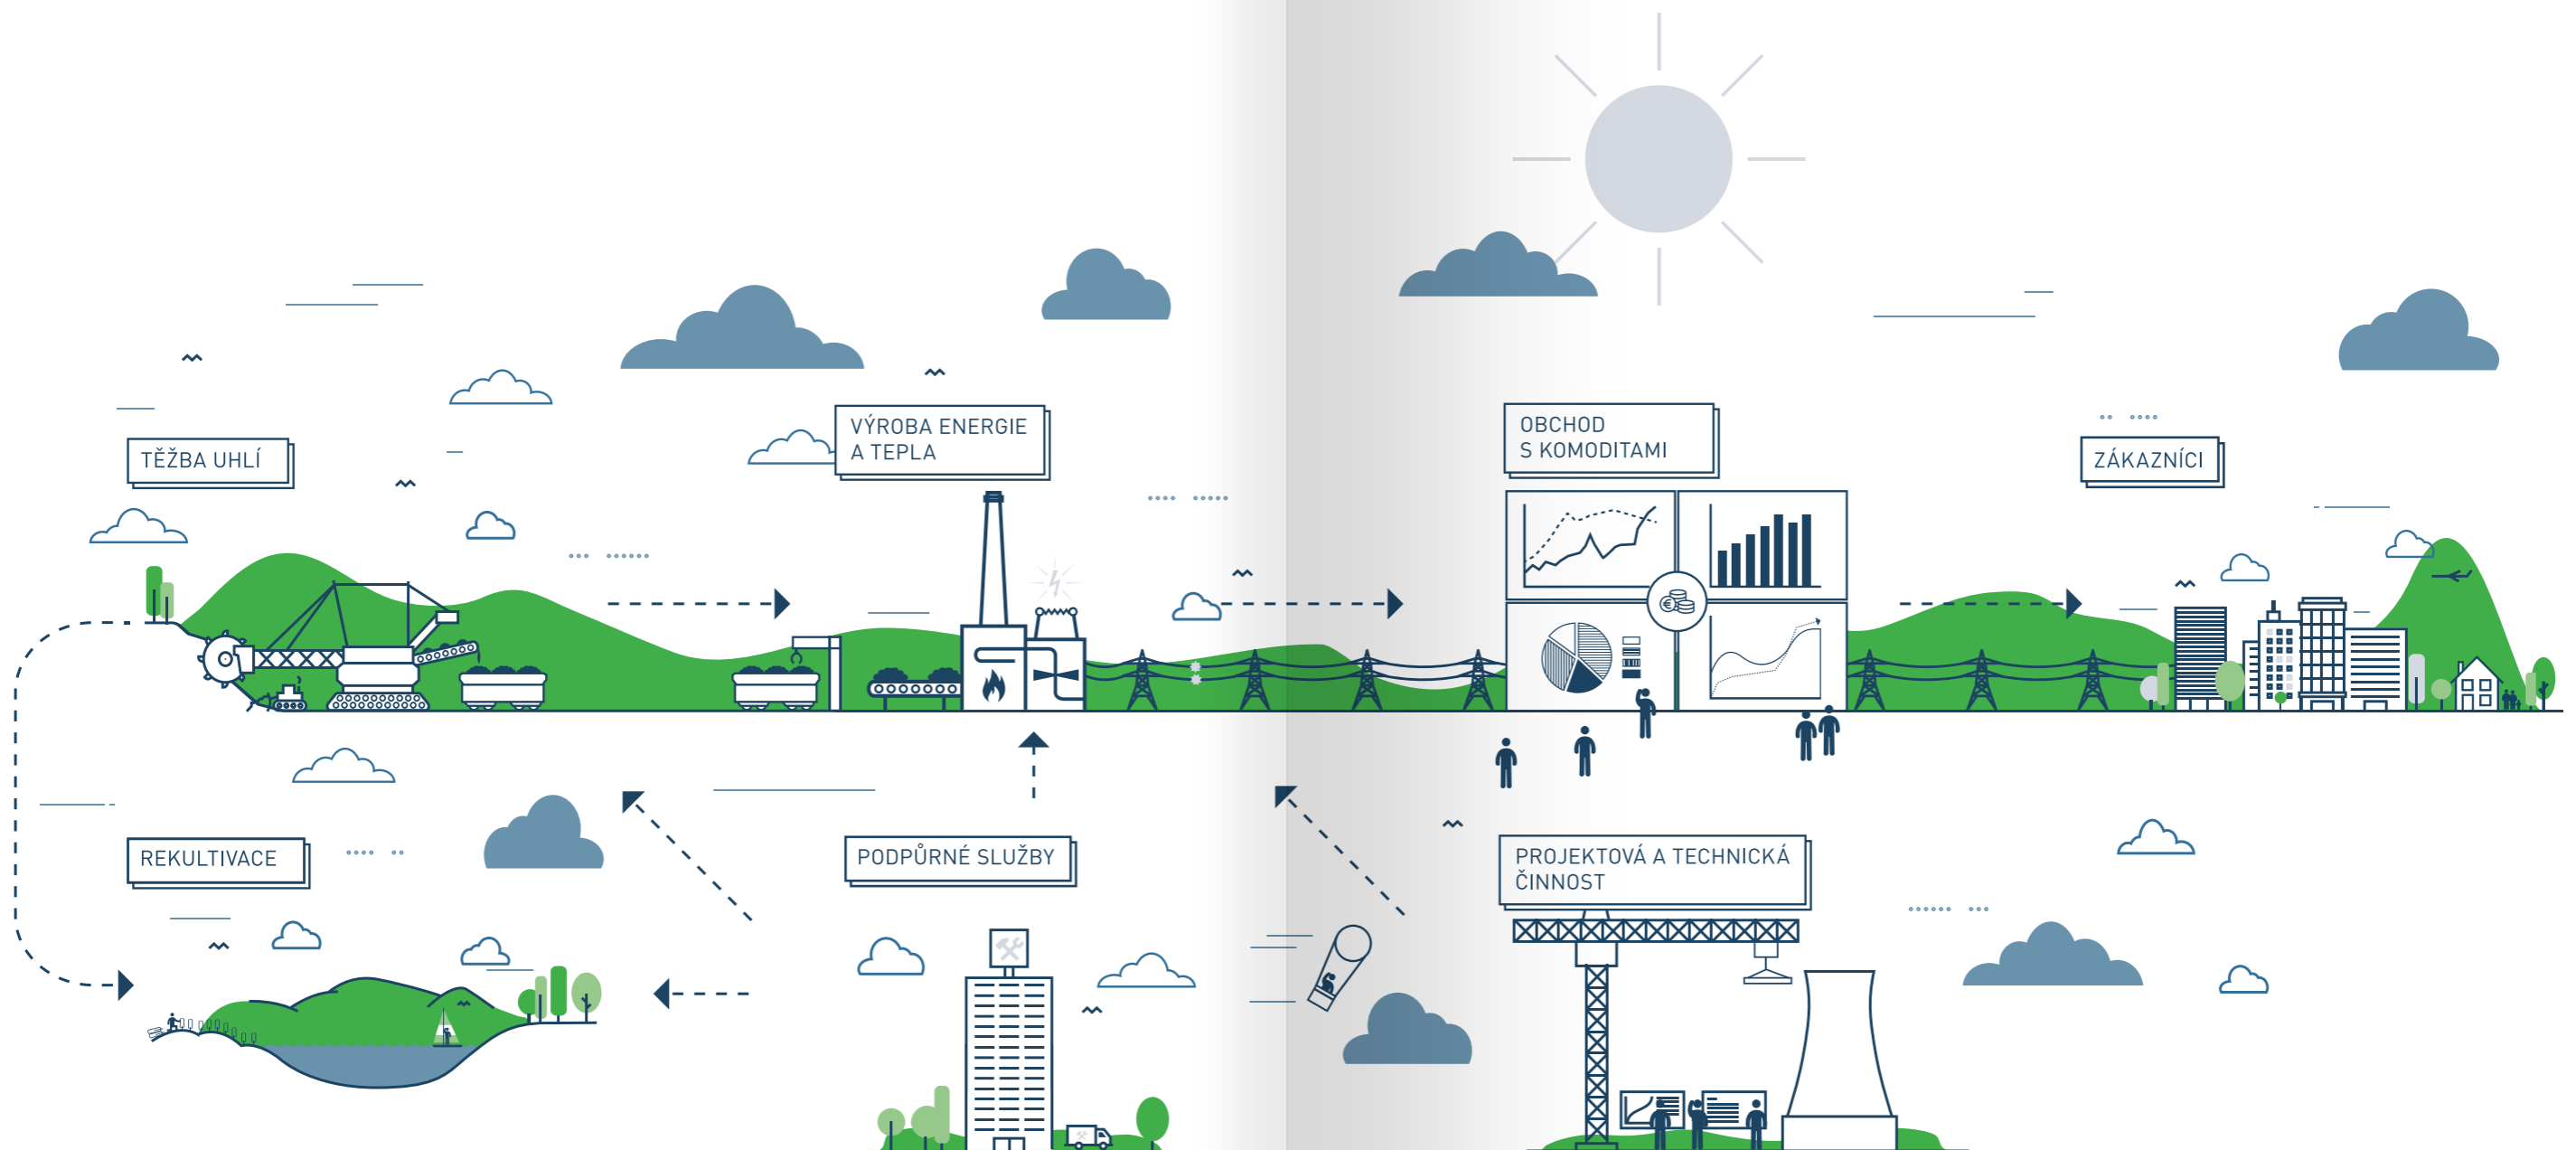 TĚŽBA UHLÍ
VÝROBA ENERGIE
A TEPLA
OBCHOD
S KOMODITAMI
ZÁKAZNÍCI
REKULTIVACE
PODPŮRNÉ SLUŽBY
PROJEKTOVÁ A TECHNICKÁ
ČINNOST